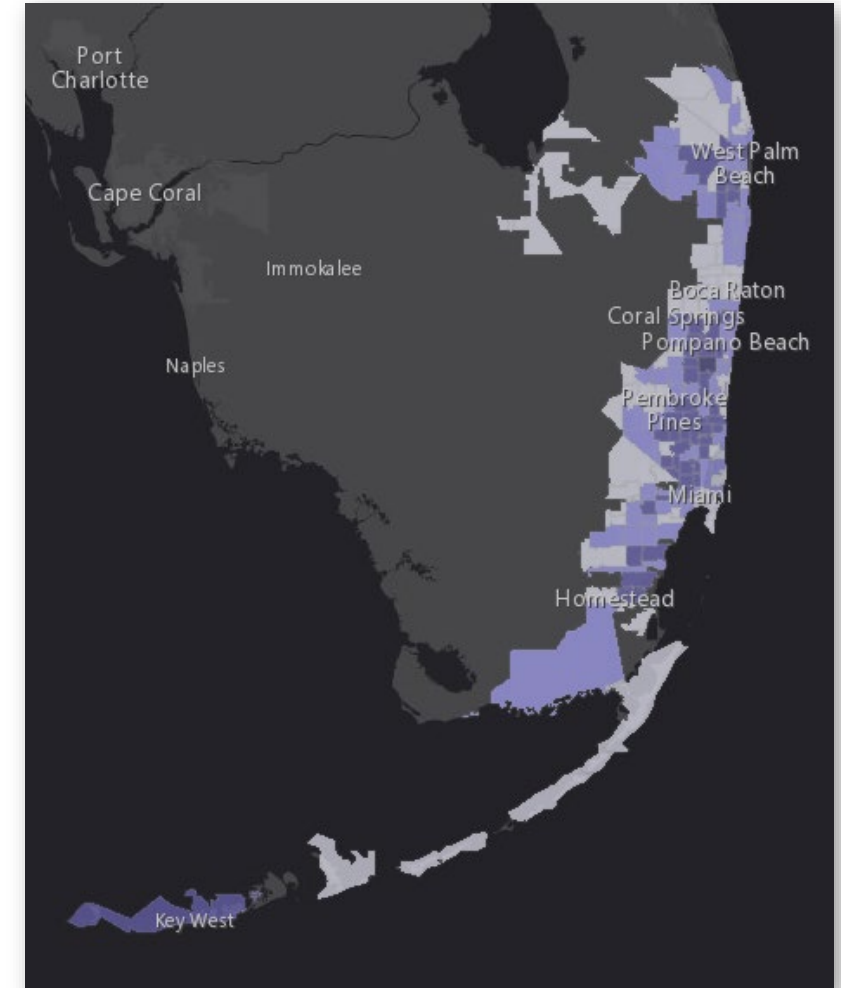 Port
Charlotte
West Palm
Beach
Cape Coral
Immokalee
Boca Raton
Coral Springs
Pompano Beach
Naples
Pembroke
Pines
Miami
Homestead
Key West